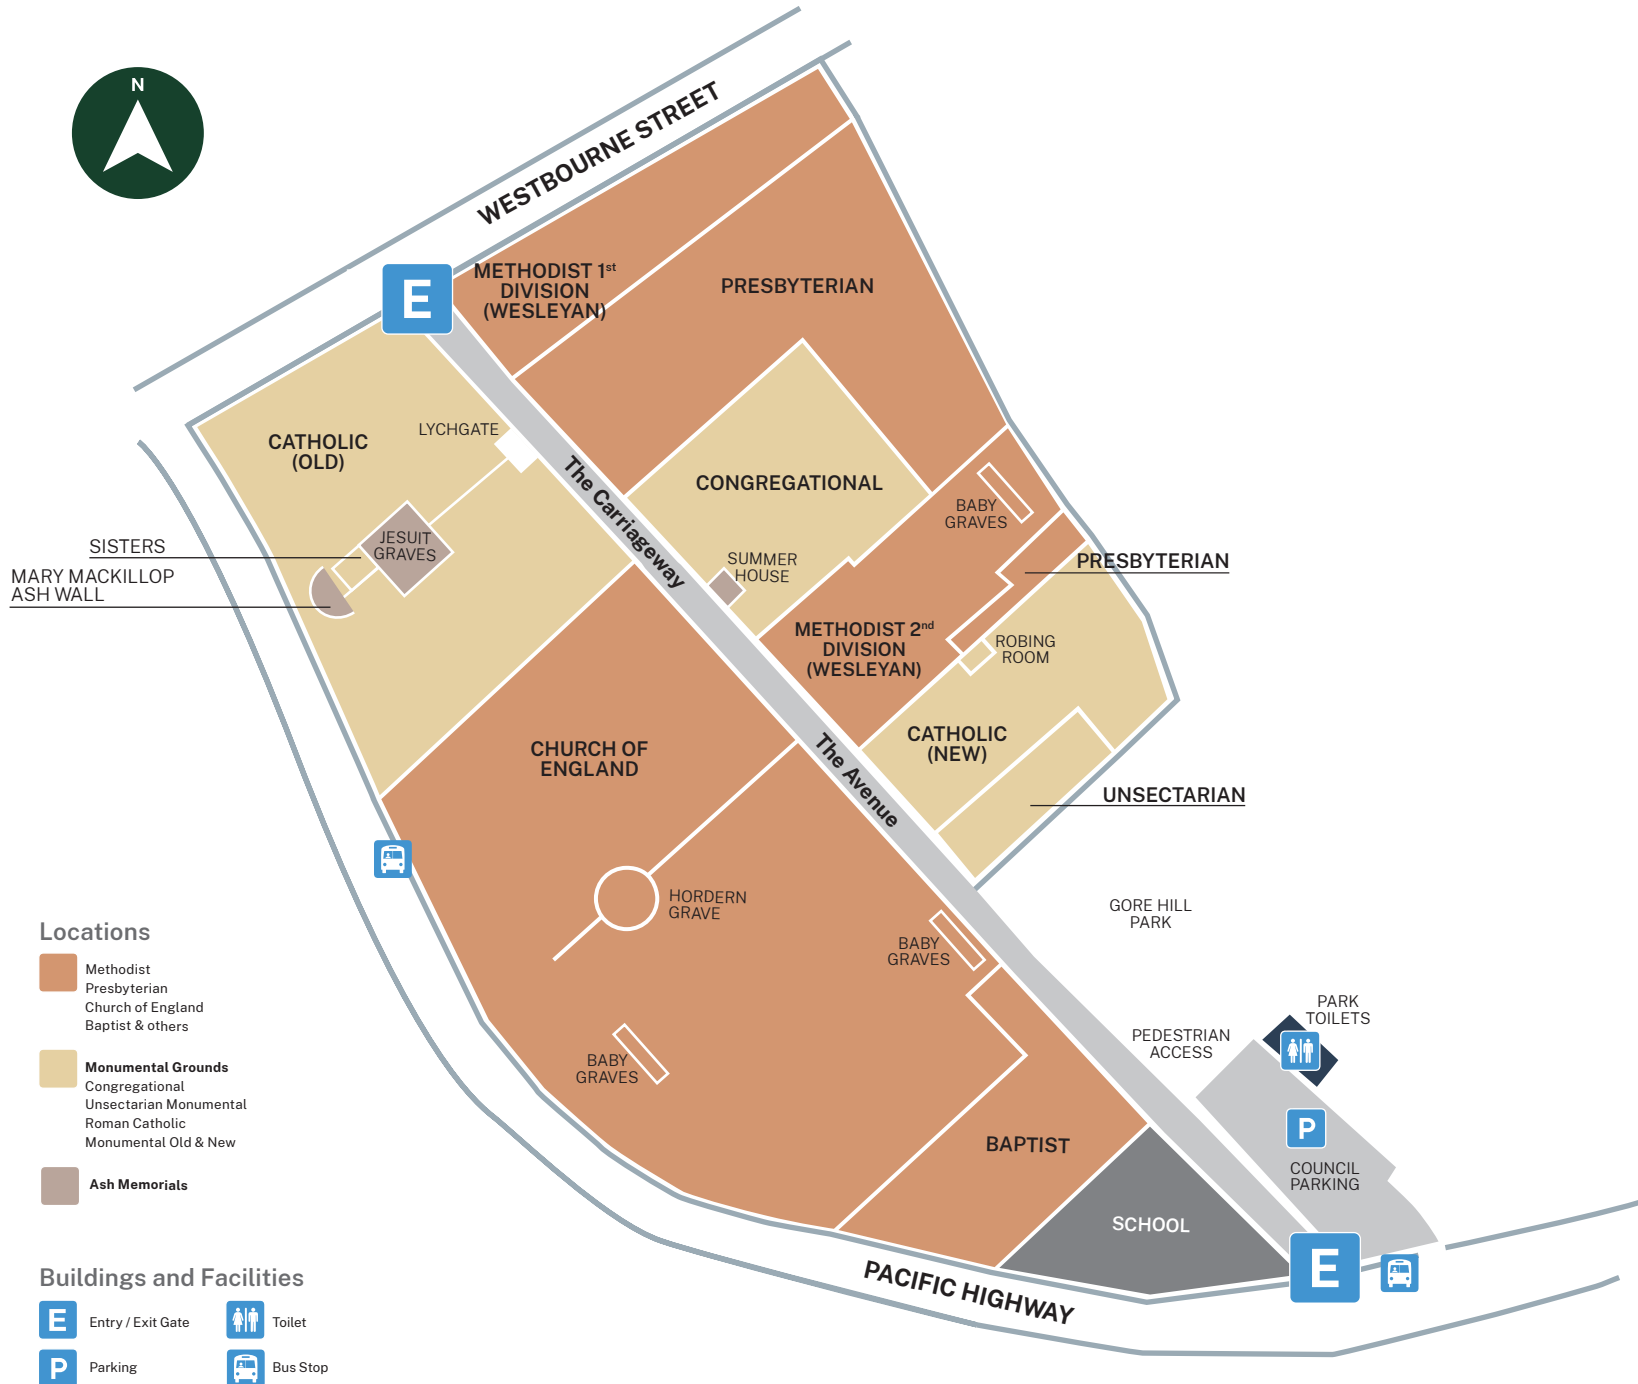 N
WESTBOURNE STREET
E
METHODIST 1st
DIVISION
(WESLEYAN)
PRESBYTERIAN
LYCHGATE
CATHOLIC
(OLD)
The Carriageway
CONGREGATIONAL
BABY
GRAVES
JESUIT
GRAVES
SISTERS
MARY MACKILLOP
ASH WALL
SUMMER
HOUSE
PRESBYTERIAN
METHODIST 2nd
DIVISION
(WESLEYAN)
ROBING
ROOM
CHURCH OF
ENGLAND
The Avenue
CATHOLIC
(NEW)
UNSECTARIAN
HORDERN
GRAVE
GORE HILL
PARK
BABY
GRAVES
PARK
TOILETS
PEDESTRIAN
ACCESS
BABY
GRAVES
P
BAPTIST
COUNCIL
PARKING
SCHOOL
E
PACIFIC HIGHWAY
Locations
Methodist
Presbyterian
Church of England
Baptist & others
Monumental Grounds
Congregational
Unsectarian Monumental
Roman Catholic
Monumental Old & New
Ash Memorials
Buildings and Facilities
E Entry / Exit Gate
Toilet
P Parking
Bus Stop